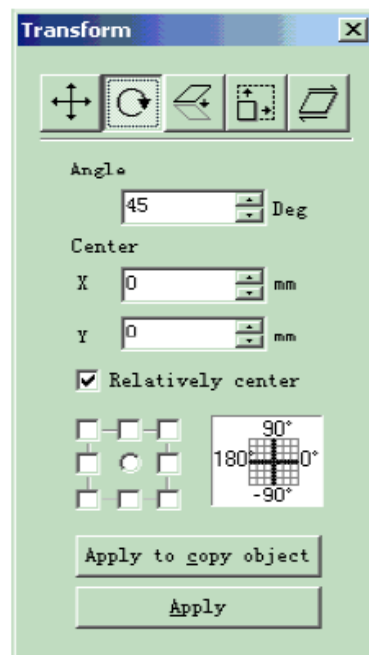 Transform
Angle
45 Deg
Center
X 0 mm
Y 0 mm
Relatively center
90°
180° 0°
-90°
Apply to copy object
Apply